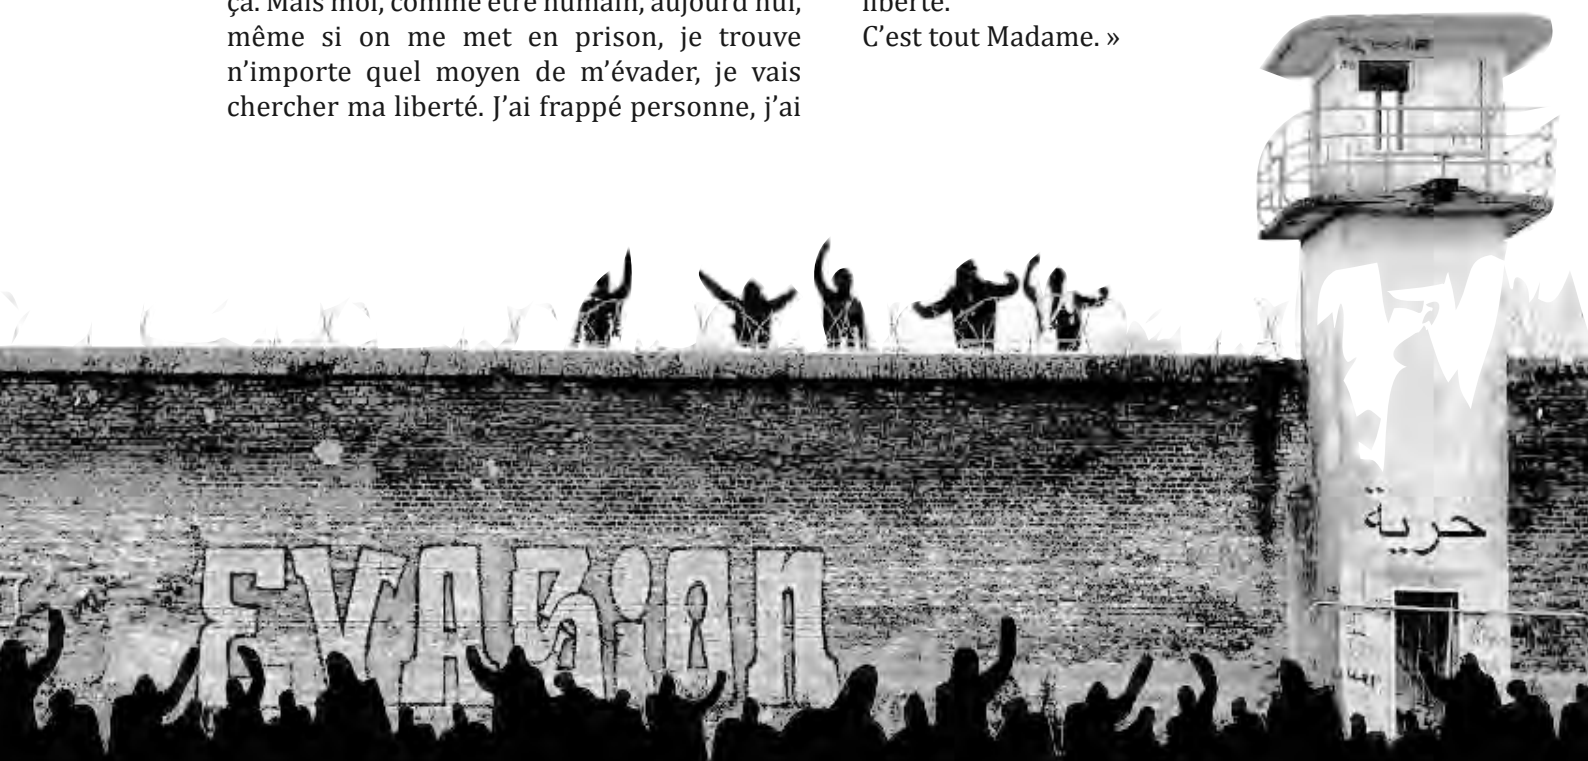 ça. Mais moi, comme être humain, aujourd'hui,
même si on me met en prison, je trouve
n'importe quel moyen de m'évader, je vais
chercher ma liberté. J'ai frappé personne, j'ai
liberté.
C'est tout Madame. »
EVASiON
حرية